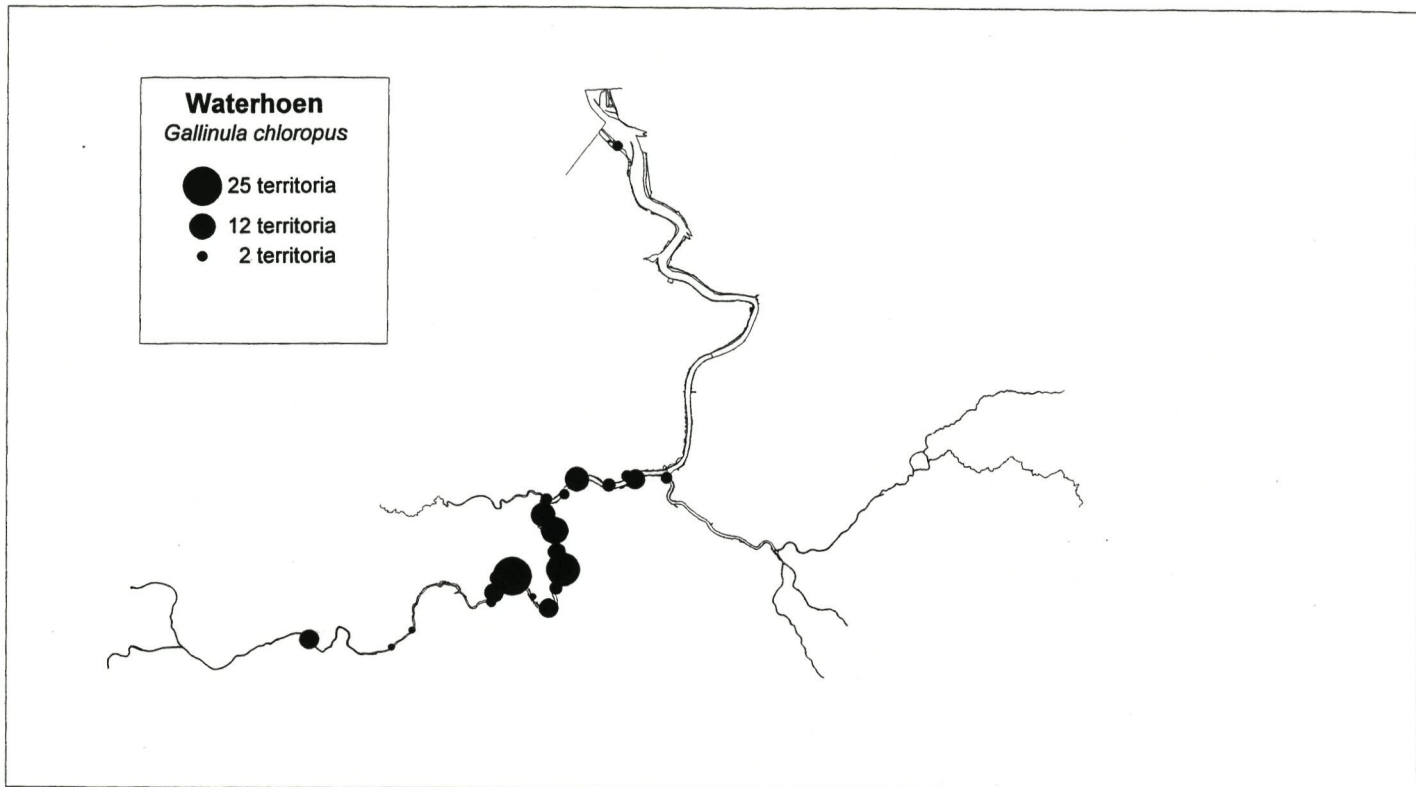 Waterhoen
Gallinula chloropus
25 territoria
12 territoria
2 territoria